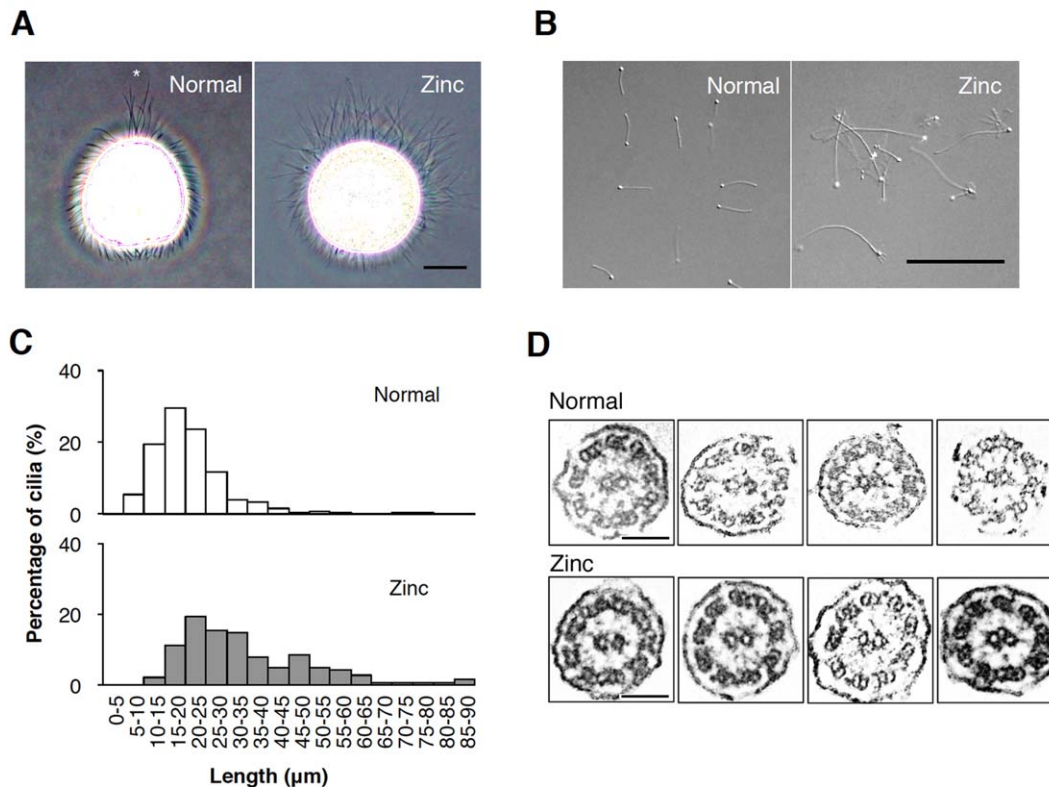 A
*
Normal
Zinc
B
Normal
Zinc
C
Percentage of cilia (%)
40
20
0
Normal
40
20
0
Zinc
0-5
5-10
10-15
15-20
20-25
25-30
30-35
35-40
40-45
45-50
50-55
55-60
60-65
65-70
70-75
75-80
80-85
85-90
Length (µm)
D
Normal
Zinc